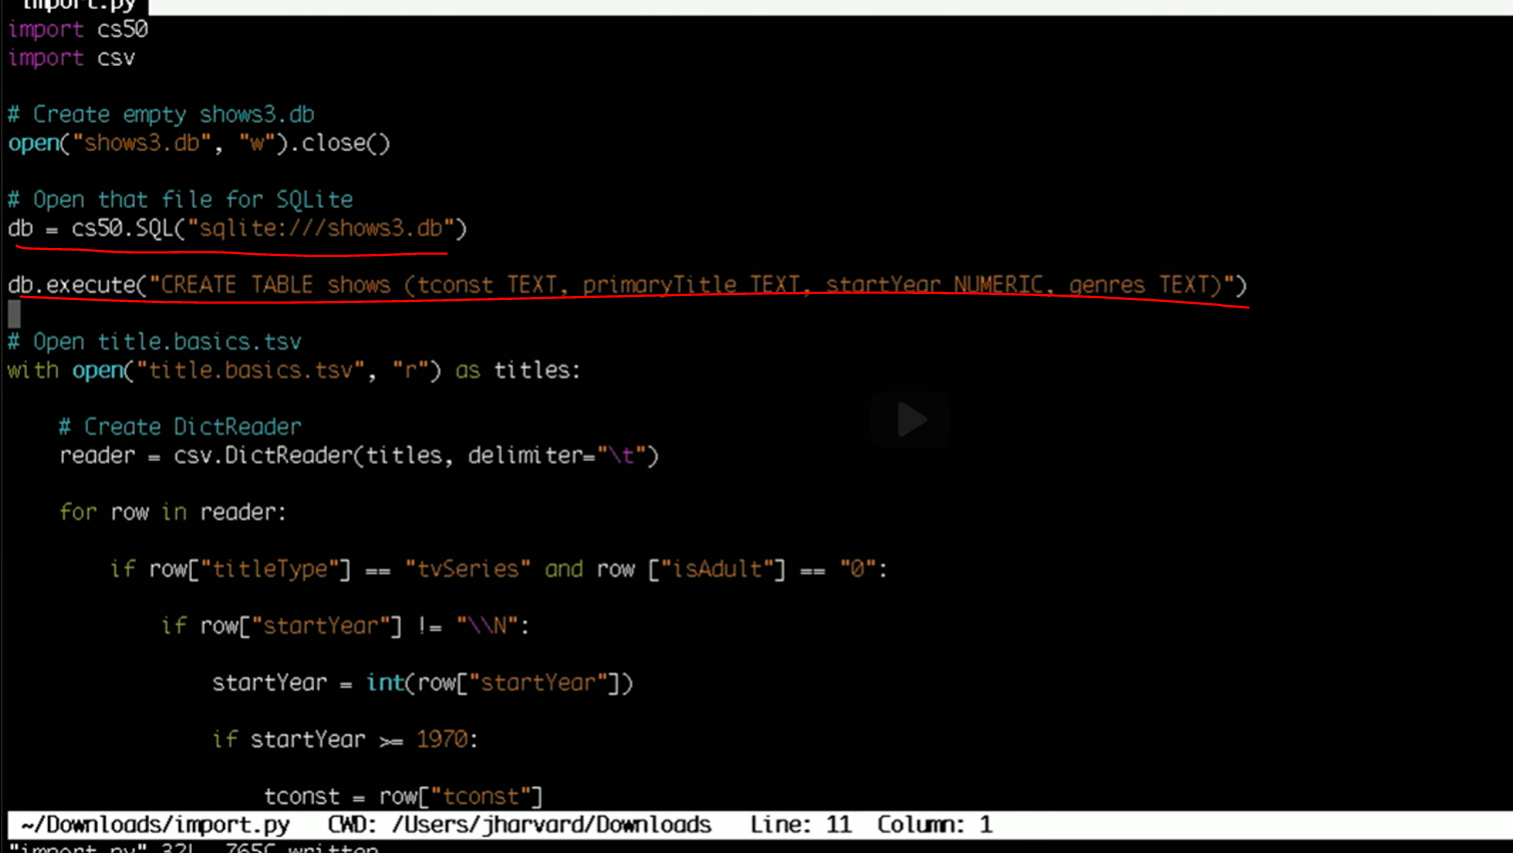 import.py
import cs50
import csv
# Create empty shows3.db
open("shows3.db", "w").close()
# Open that file for SQLite
db = cs50.SQL("sqlite:///shows3.db")
db.execute("CREATE TABLE shows (tconst TEXT, primaryTitle TEXT, startYear NUMERIC, genres TEXT)")
# Open title.basics.tsv
with open("title.basics.tsv", "r") as titles:
# Create DictReader
reader = csv.DictReader(titles, delimiter="\t")
for row in reader:
if row["titleType"] == "tvSeries" and row ["isAdult"] == "0":
if row["startYear"] != "\\N":
startYear = int(row["startYear"])
if startYear >= 1970:
tconst = row["tconst"]
~/Downloads/import.py CWD: /Users/jharvard/Downloads Line: 11 Column: 1
"import.py" 32L, 765C written